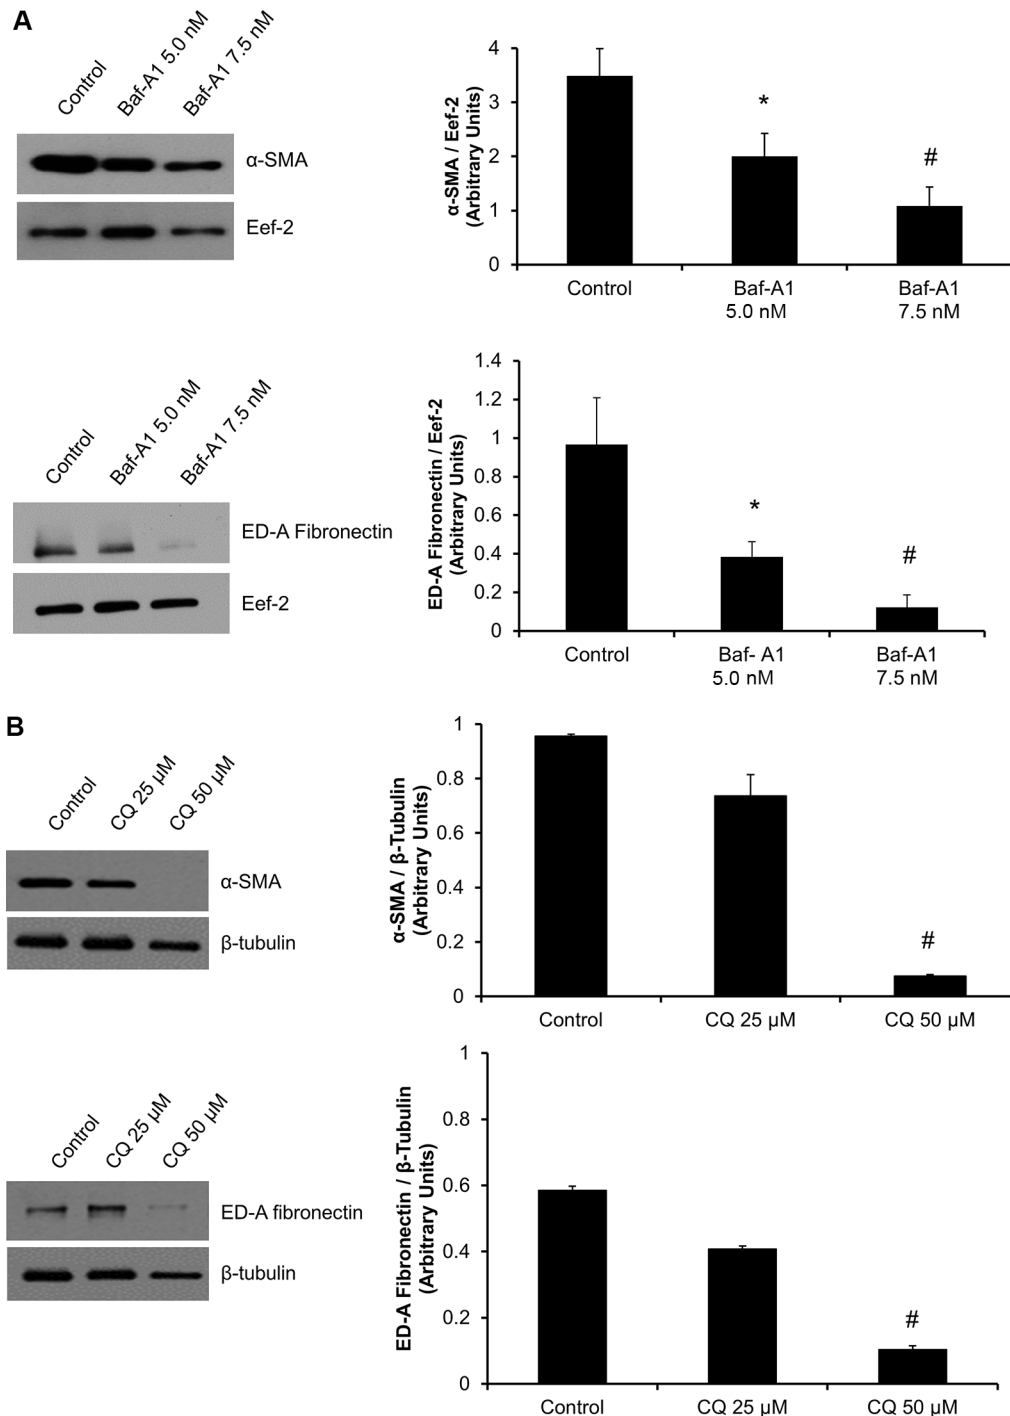 A
Control
Baf-A1 5.0 nM
Baf-A1 7.5 nM
α-SMA
Eef-2
α-SMA / Eef-2
(Arbitrary Units)
4
3
2
1
0
*
#
Control
Baf-A1
5.0 nM
Baf-A1
7.5 nM
Control
Baf-A1 5.0 nM
Baf-A1 7.5 nM
ED-A Fibronectin
Eef-2
ED-A Fibronectin / Eef-2
(Arbitrary Units)
1.4
1.2
1
0.8
0.6
0.4
0.2
0
*
#
Control
Baf- A1
5.0 nM
Baf-A1
7.5 nM
B
Control
CQ 25 µM
CQ 50 µM
α-SMA
β-tubulin
α-SMA / β-Tubulin
(Arbitrary Units)
1
0.8
0.6
0.4
0.2
0
#
Control
CQ 25 µM
CQ 50 µM
Control
CQ 25 µM
CQ 50 µM
ED-A fibronectin
β-tubulin
ED-A Fibronectin / β-Tubulin
(Arbitrary Units)
1
0.8
0.6
0.4
0.2
0
#
Control
CQ 25 µM
CQ 50 µM